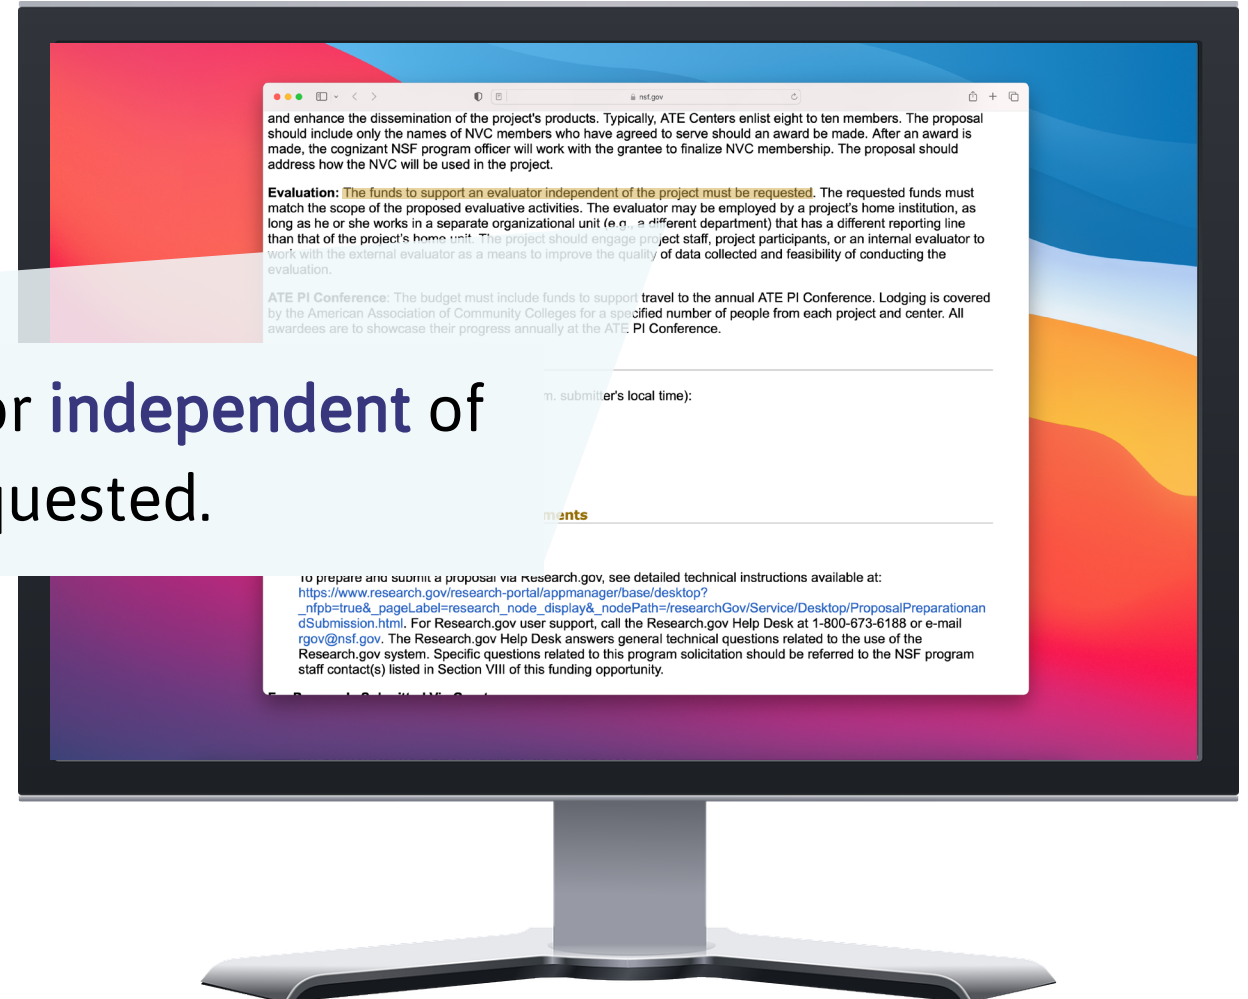 nsf.gov
and enhance the dissemination of the project's products. Typically, ATE Centers enlist eight to ten members. The proposal
should include only the names of NVC members who have agreed to serve should an award be made. After an award is
made, the cognizant NSF program officer will work with the grantee to finalize NVC membership. The proposal should
address how the NVC will be used in the project.
Evaluation: The funds to support an evaluator independent of the project must be requested. The requested funds must
match the scope of the proposed evaluative activities. The evaluator may be employed by a project's home institution, as
long as he or she works in a separate organizational unit (e.g., a different department) that has a different reporting line
than that of the project's home unit. The project should engage project staff, project participants, or an internal evaluator to
work with the external evaluator as a means to improve the quality of data collected and feasibility of conducting the
evaluation.
ATE PI Conference: The budget must include funds to support travel to the annual ATE PI Conference. Lodging is covered
by the American Association of Community Colleges for a specified number of people from each project and center. All
awardees are to showcase their progress annually at the ATE PI Conference.
m. submitter's local time):
or independent of
quested.
ments
To prepare and submit a proposal via Research.gov, see detailed technical instructions available at:
https://www.research.gov/research-portal/appmanager/base/desktop?
_nfpb=true&_pageLabel=research_node_display&_nodePath=/researchGov/Service/Desktop/ProposalPreparationan
dSubmission.html. For Research.gov user support, call the Research.gov Help Desk at 1-800-673-6188 or e-mail
rgov@nsf.gov. The Research.gov Help Desk answers general technical questions related to the use of the
Research.gov system. Specific questions related to this program solicitation should be referred to the NSF program
staff contact(s) listed in Section VIII of this funding opportunity.